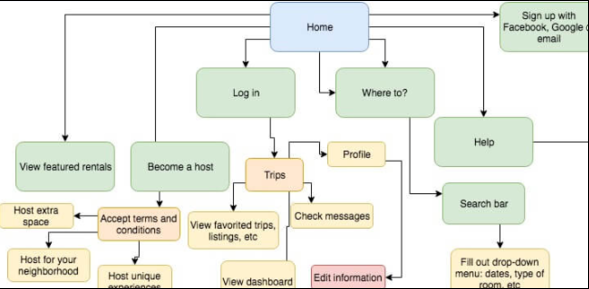 Home
Sign up with
Facebook, Google
email
Log in
Where to?
Help
View featured rentals
Become a host
Profile
Trips
Search bar
Host extra
space
Accept terms and
conditions
View favorited trips,
listings, etc
Check messages
Host for your
neighborhood
Host unique
experiences
View dashboard
Edit information
Fill out drop-down
menu: dates, type of
room, etc